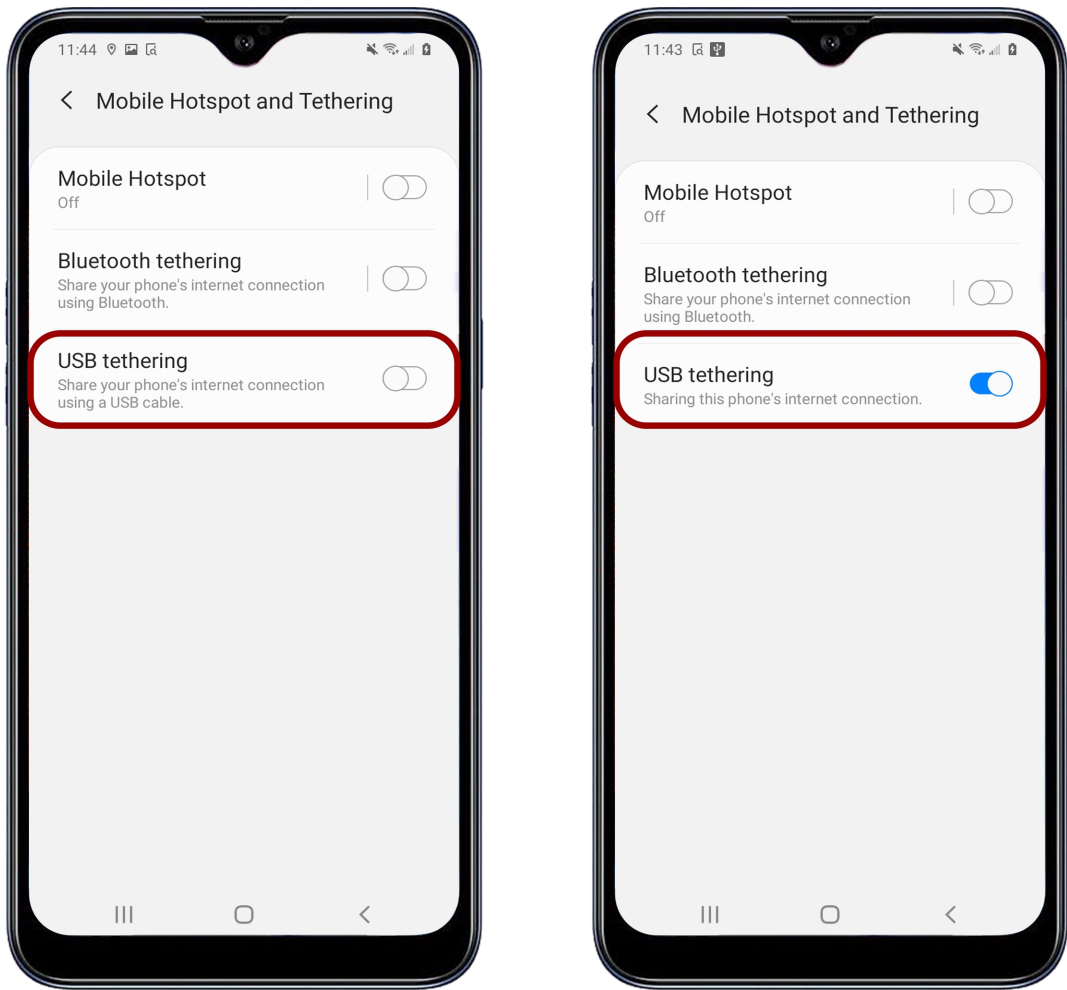 11:44
Mobile Hotspot and Tethering
Mobile Hotspot
Off
Bluetooth tethering
Share your phone's internet connection
using Bluetooth.
USB tethering
Share your phone's internet connection
using a USB cable.
11:43
Mobile Hotspot and Tethering
Mobile Hotspot
Off
Bluetooth tethering
Share your phone's internet connection
using Bluetooth.
USB tethering
Sharing this phone's internet connection.